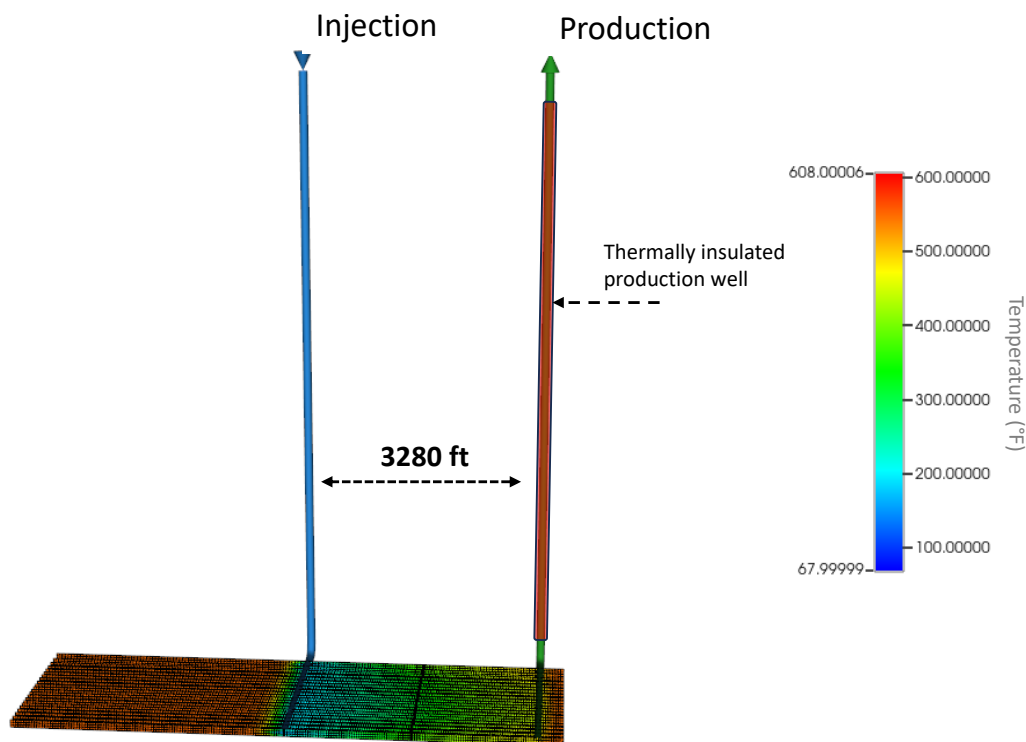 Injection
Production
608.00006
600.00000
500.00000
Thermally insulated
production well
400.00000
Temperature (°F)
300.00000
3280 ft
200.00000
100.00000
67.99999